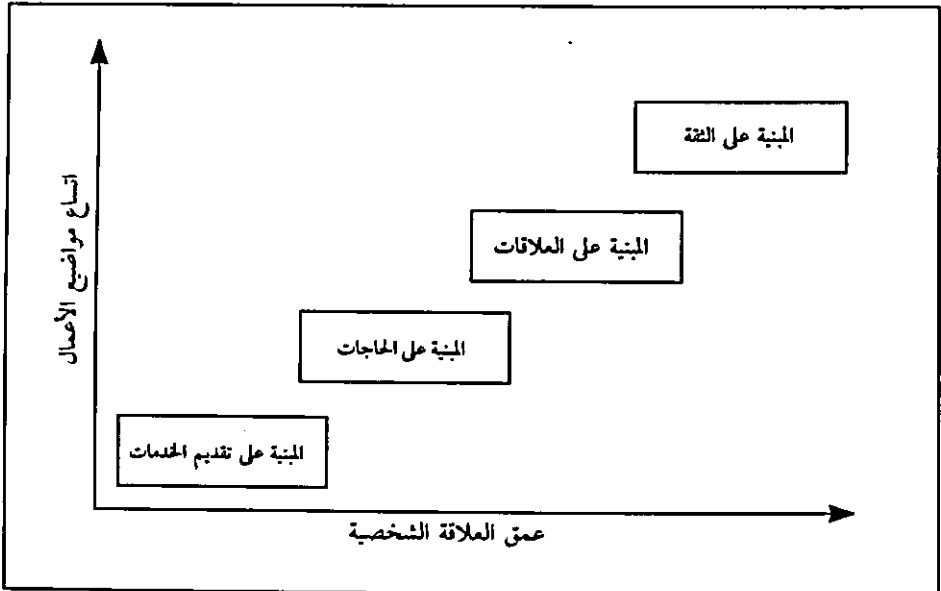 المبنية على الثقة
المبنية على العلاقات
المبنية على الحاجات
المبنية على تقديم الخدمات
اتساع مواضيع الأعمال
عمق العلاقة الشخصية